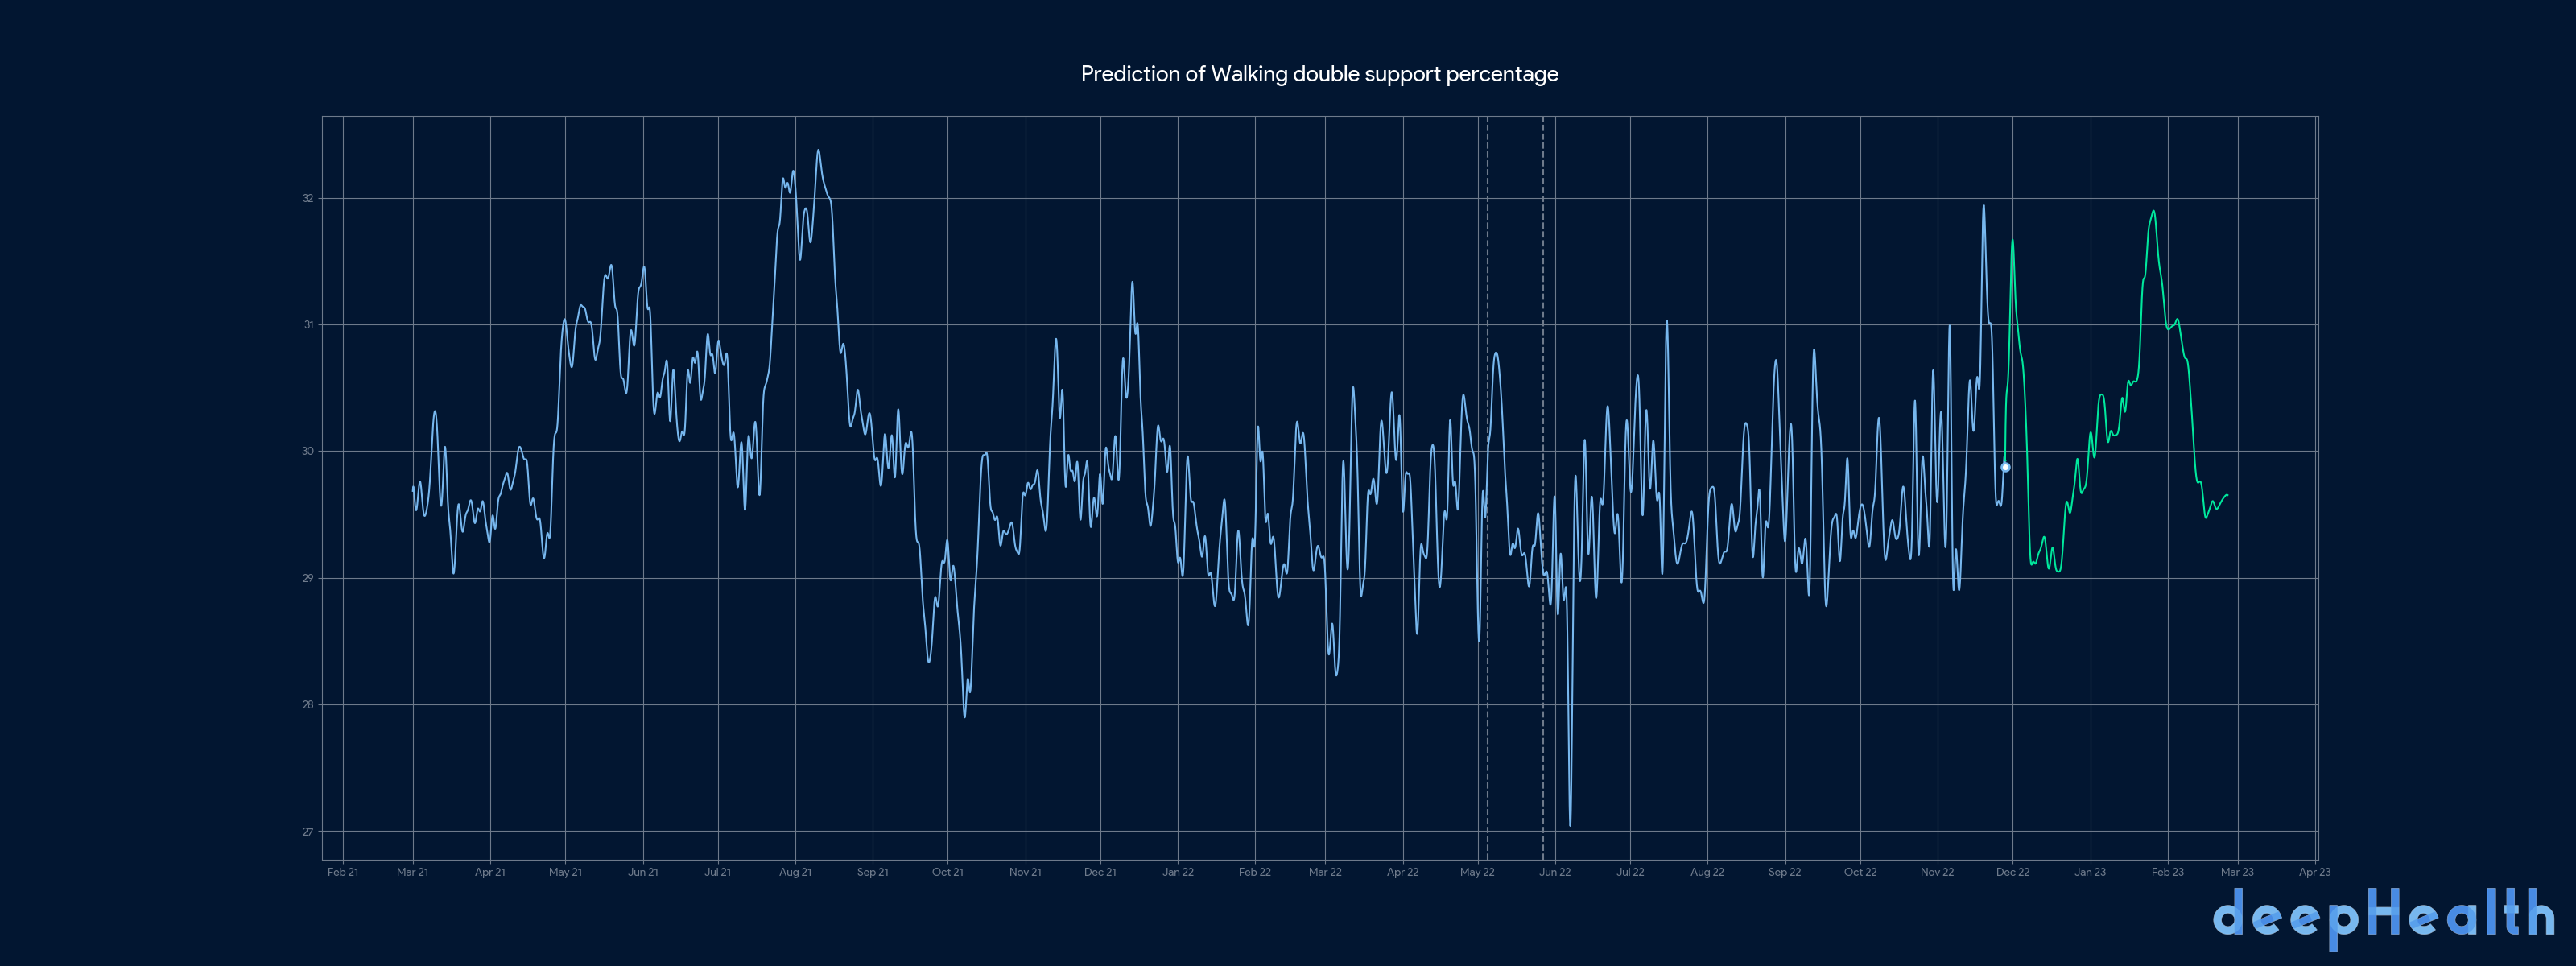 Prediction of Walking double support percentage
32
31
30
29
28
27
Feb 21 Mar 21 Apr 21 May 21 Jun 21 Jul 21 Aug 21 Sep 21 Oct 21 Nov 21 Dec 21 Jan 22 Feb 22 Mar 22 Apr 22 May 22 Jun 22 Jul 22 Aug 22 Sep 22 Oct 22 Nov 22 Dec 22 Jan 23 Feb 23 Mar 23 Apr 23
deepHealth